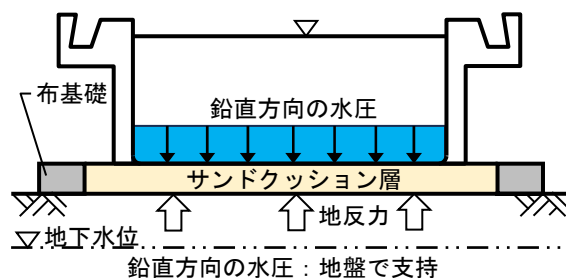 布基礎
鉛直方向の水圧
サンドクッション層
地反力
地下水位
鉛直方向の水圧：地盤で支持